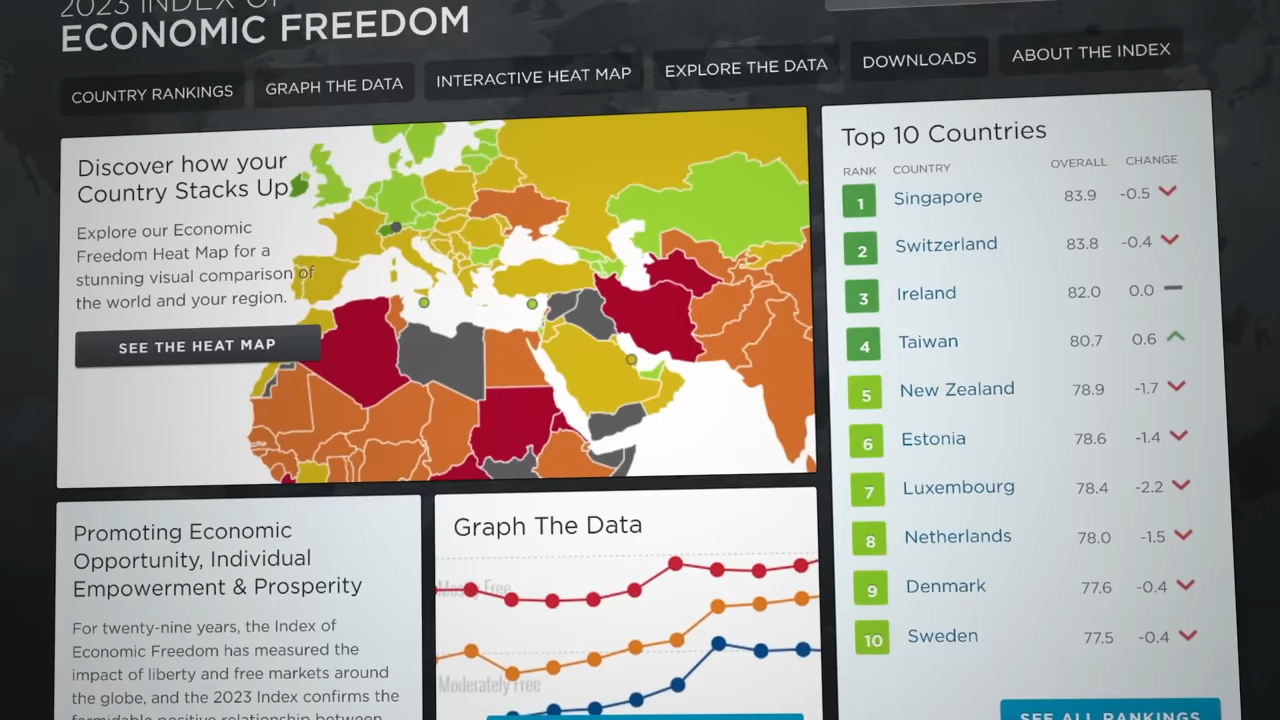 2023 INDEX OF
ECONOMIC FREEDOM
COUNTRY RANKINGS
GRAPH THE DATA
INTERACTIVE HEAT MAP
EXPLORE THE DATA
DOWNLOADS
ABOUT THE INDEX
Discover how your
Country Stacks Up
Explore our Economic
Freedom Heat Map for a
stunning visual comparison of
the world and your region.
SEE THE HEAT MAP
Promoting Economic
Opportunity, Individual
Empowerment & Prosperity
For twenty-nine years, the Index of
Economic Freedom has measured the
impact of liberty and free markets around
the globe, and the 2023 Index confirms the
formidable positive relationship between
Graph The Data
Mostly Free
Moderately Free
Top 10 Countries
RANK COUNTRY OVERALL CHANGE
1 Singapore 83.9 -0.5
2 Switzerland 83.8 -0.4
3 Ireland 82.0 0.0
4 Taiwan 80.7 0.6
5 New Zealand 78.9 -1.7
6 Estonia 78.6 -1.4
7 Luxembourg 78.4 -2.2
8 Netherlands 78.0 -1.5
9 Denmark 77.6 -0.4
10 Sweden 77.5 -0.4
SEE ALL RANKINGS